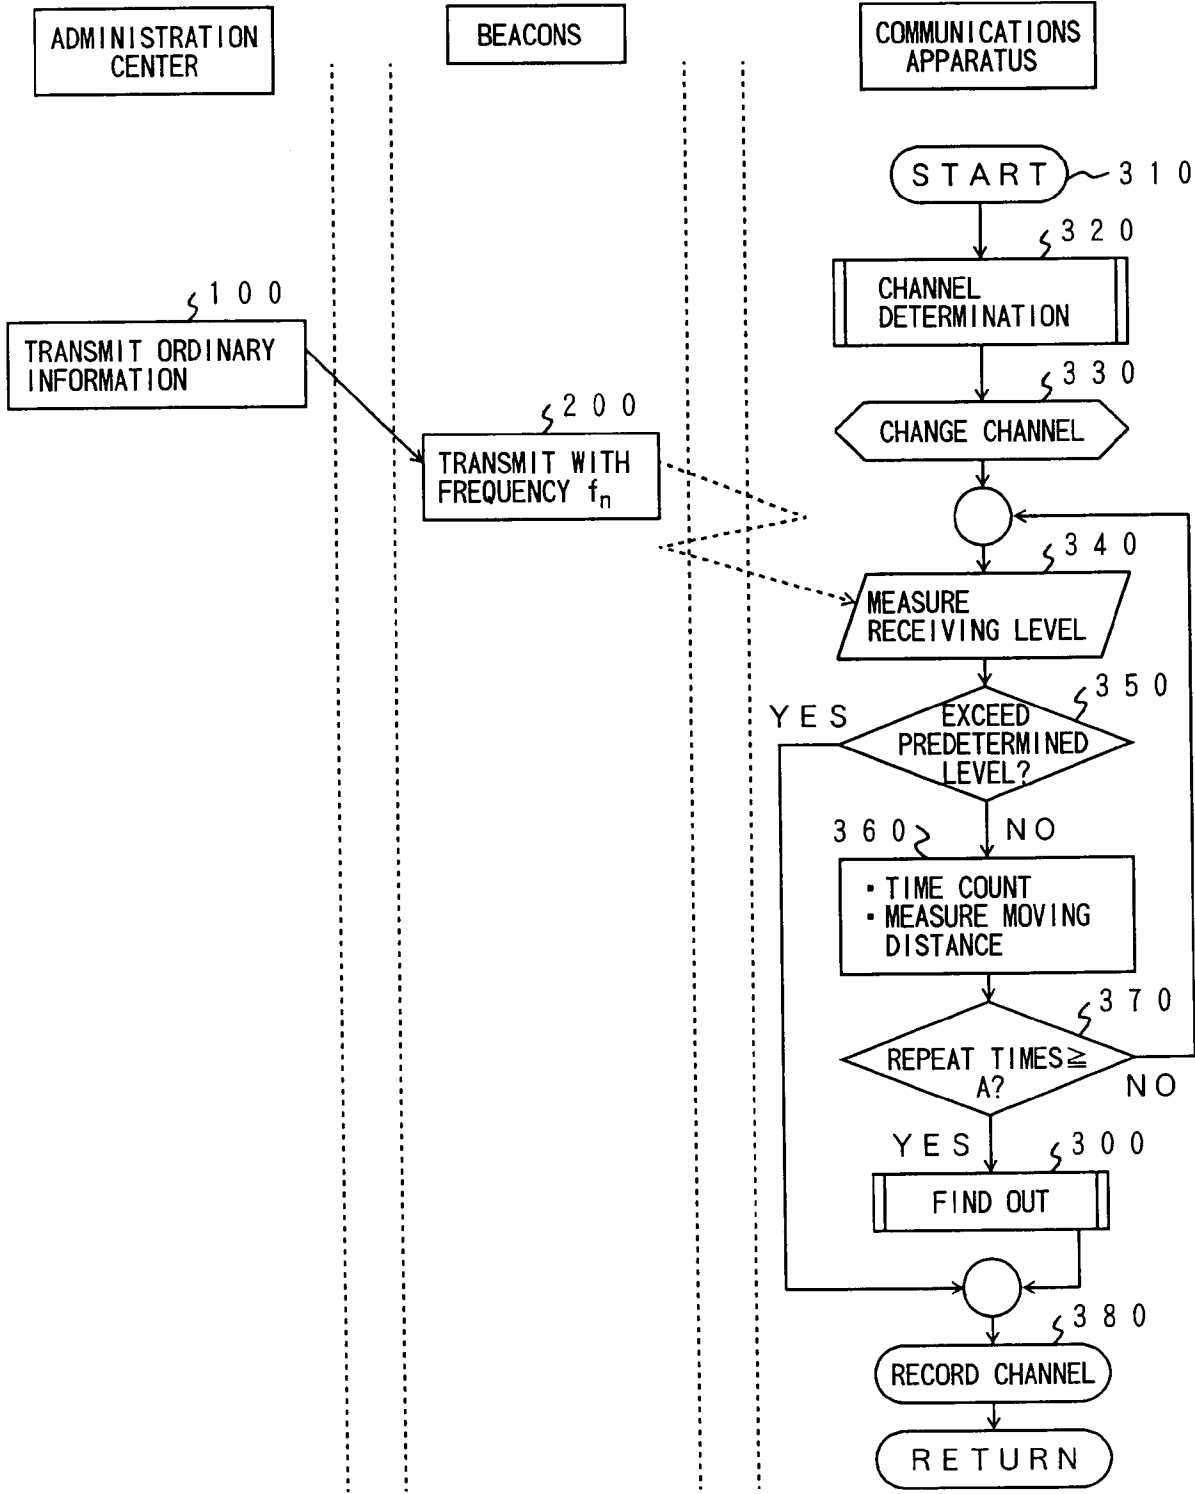 ADMINISTRATION
CENTER
BEACONS
COMMUNICATIONS
APPARATUS
START
310
320
CHANNEL
DETERMINATION
100
TRANSMIT ORDINARY
INFORMATION
330
CHANGE CHANNEL
200
TRANSMIT WITH
FREQUENCY fn
340
MEASURE
RECEIVING LEVEL
350
YES
EXCEED
PREDETERMINED
LEVEL?
NO
360
・TIME COUNT
・MEASURE MOVING
DISTANCE
370
REPEAT TIMES≧
A?
NO
YES
300
FIND OUT
380
RECORD CHANNEL
RETURN